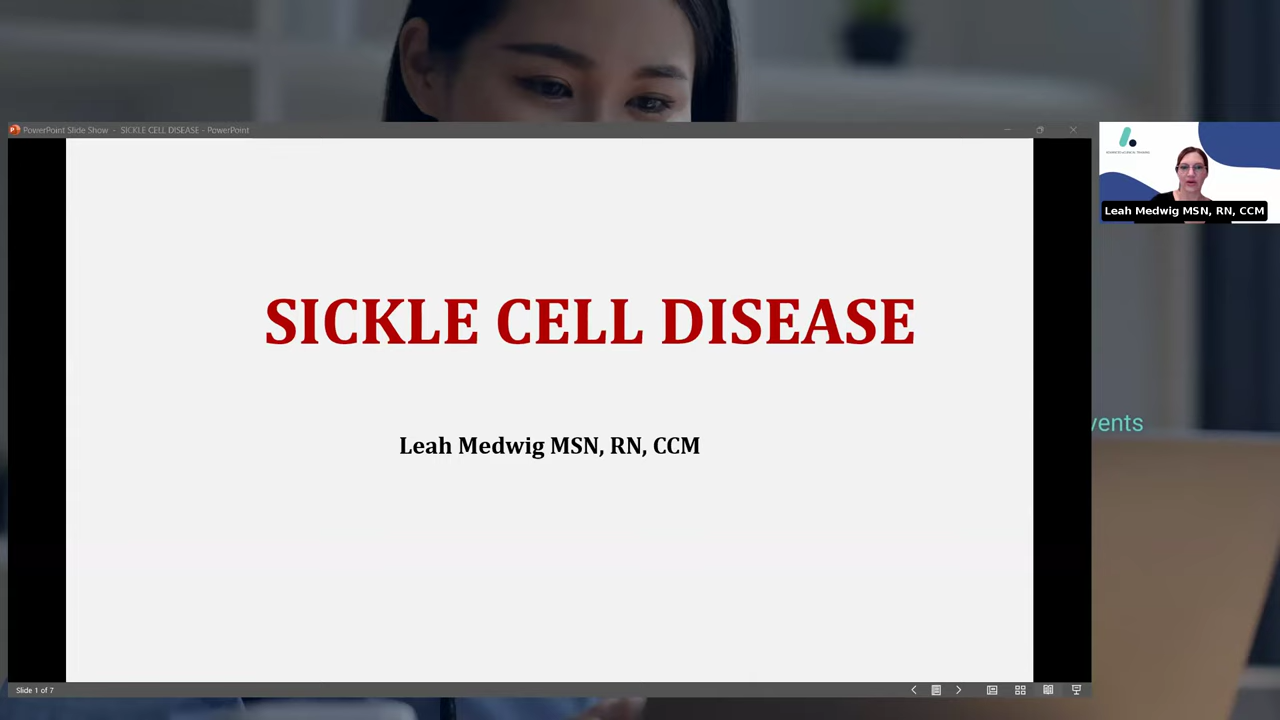 PowerPoint Slide Show - SICKLE CELL DISEASE - PowerPoint
SICKLE CELL DISEASE
Leah Medwig MSN, RN, CCM
Leah Medwig MSN, RN, CCM
vents
Slide 1 of 7